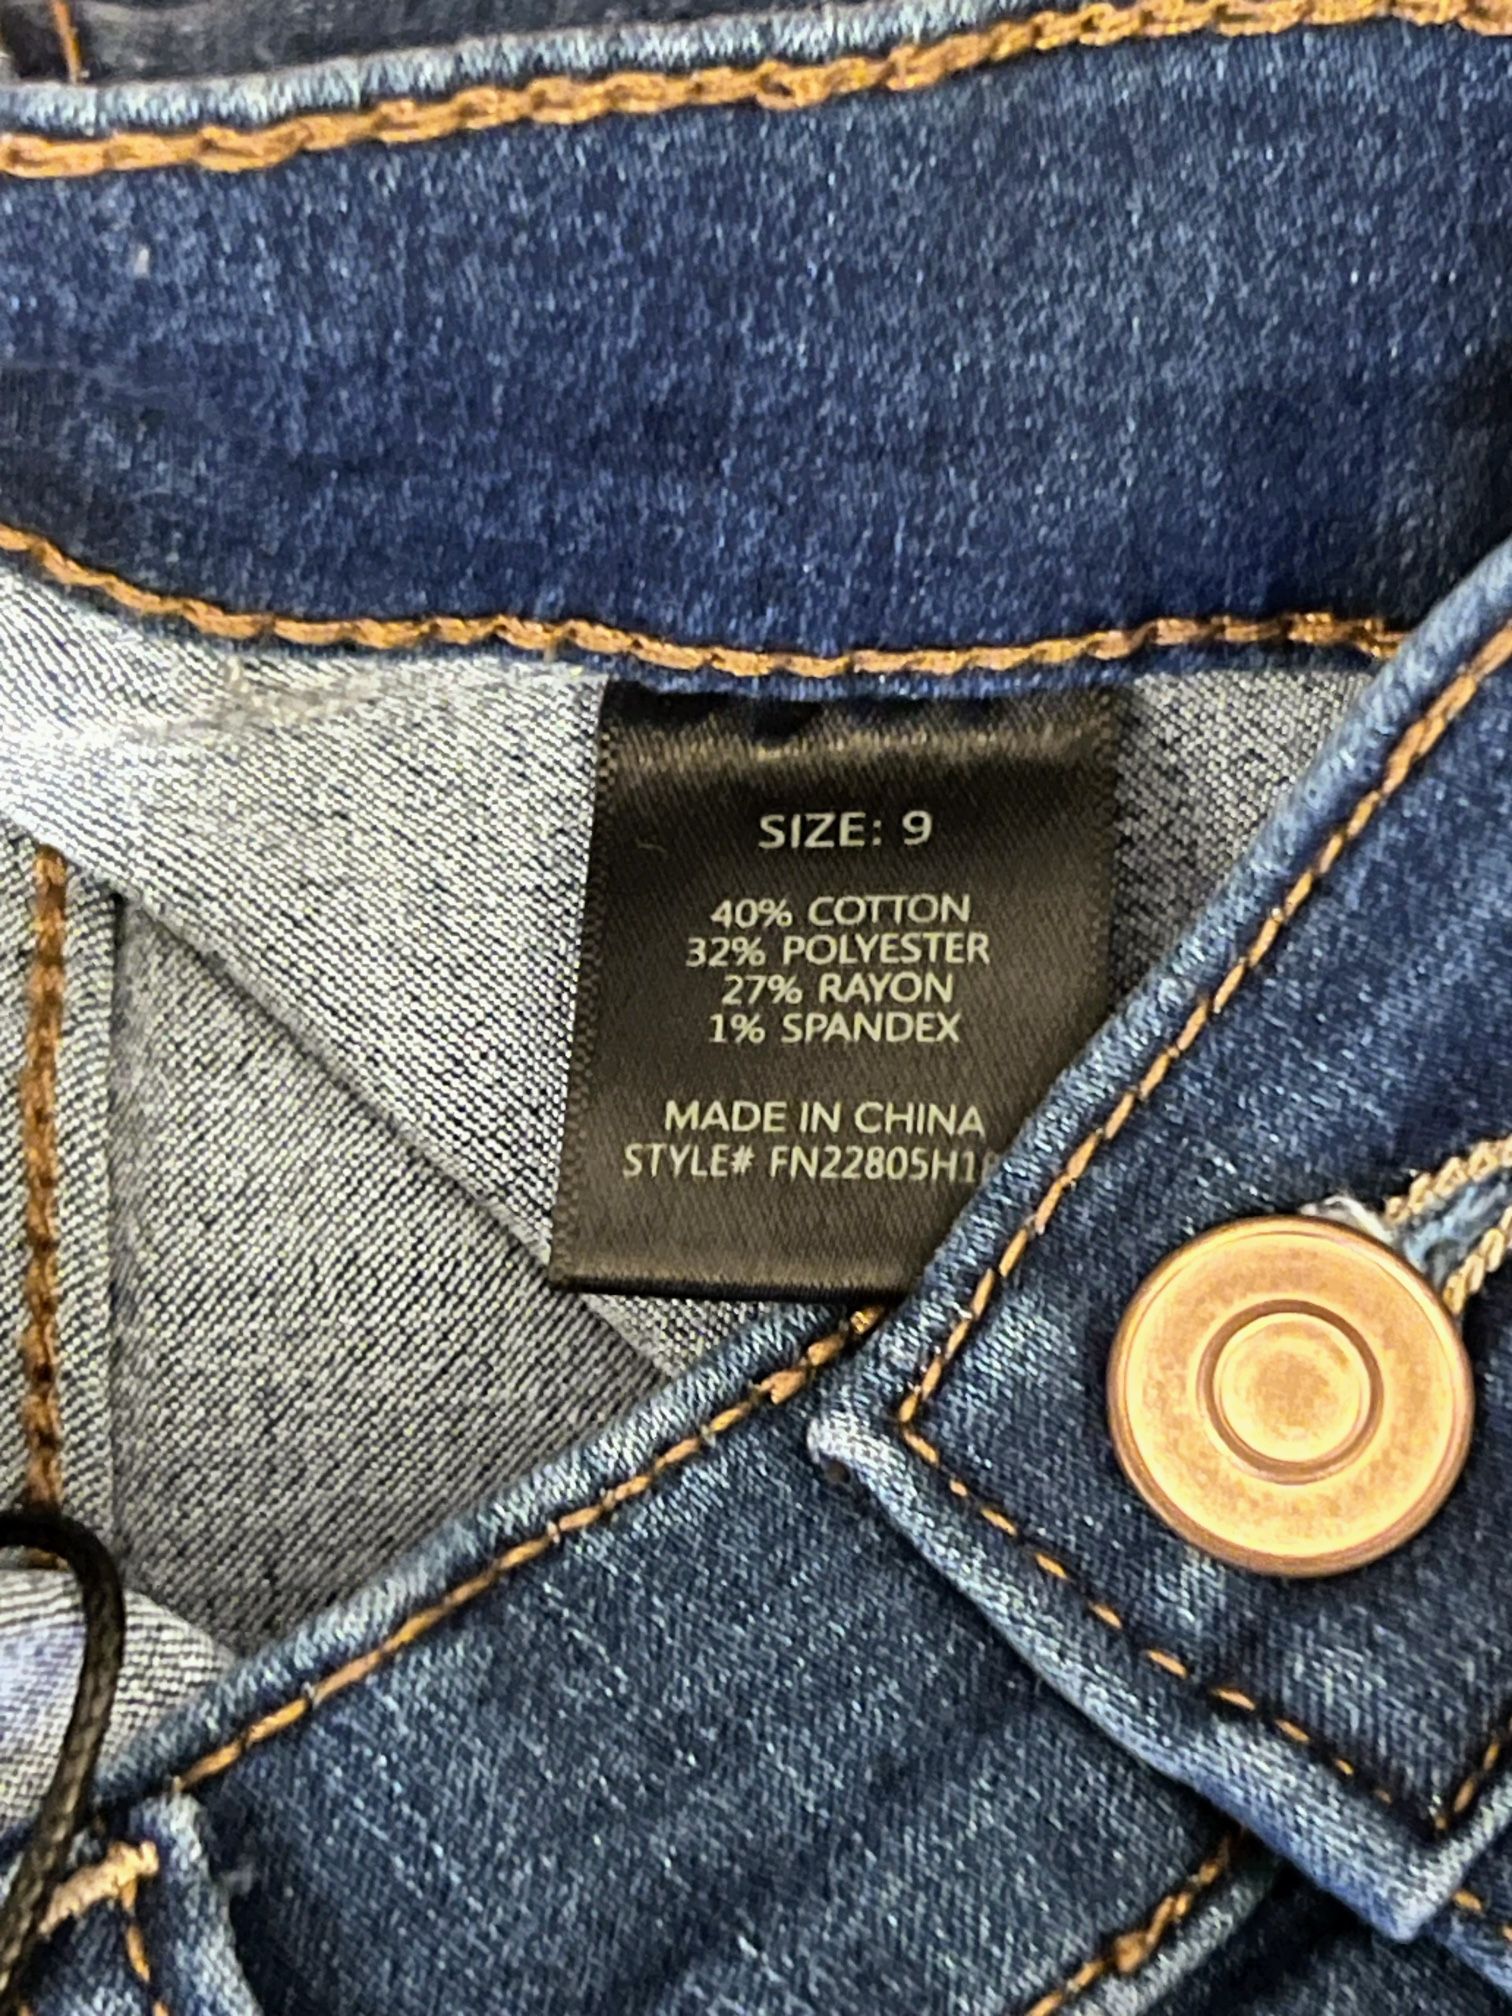 SIZE: 9
40% COTTON
32% POLYESTER
27% RAYON
1% SPANDEX
MADE IN CHINA
STYLE# FN22805H1